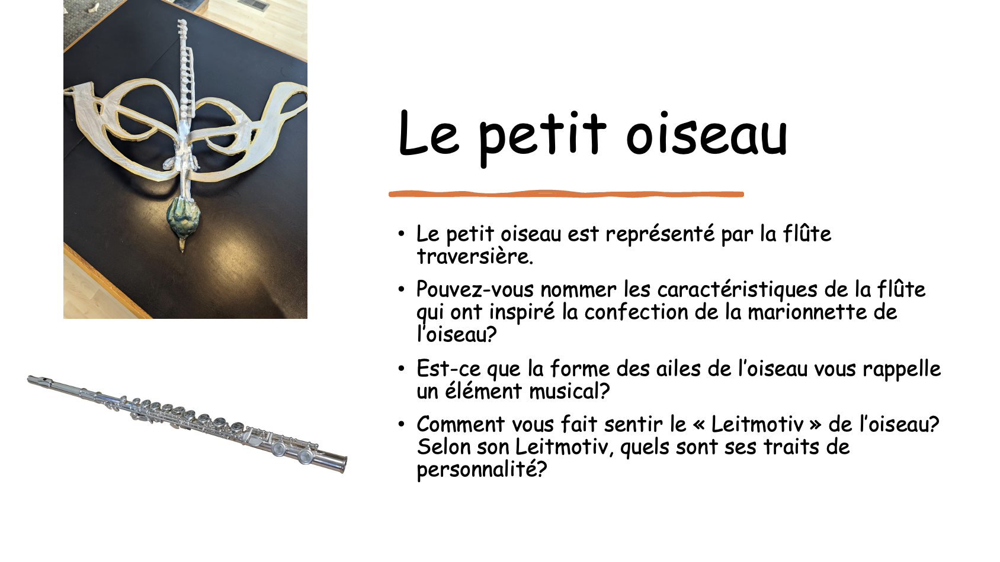 Le petit oiseau
• Le petit oiseau est représenté par la flûte
traversière.
• Pouvez-vous nommer les caractéristiques de la flûte
qui ont inspiré la confection de la marionnette de
l’oiseau?
• Est-ce que la forme des ailes de l’oiseau vous rappelle
un élément musical?
• Comment vous fait sentir le « Leitmotiv » de l’oiseau?
Selon son Leitmotiv, quels sont ses traits de
personnalité?